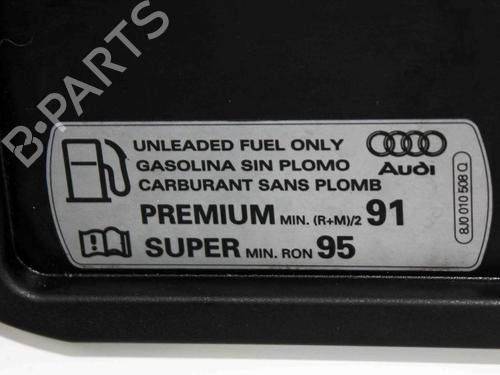 B-PARTS
UNLEADED FUEL ONLY
GASOLINA SIN PLOMO
CARBURANT SANS PLOMB
PREMIUM MIN. (R+M)/2 91
SUPER MIN. RON 95
Audi
8J0 010 508 Q